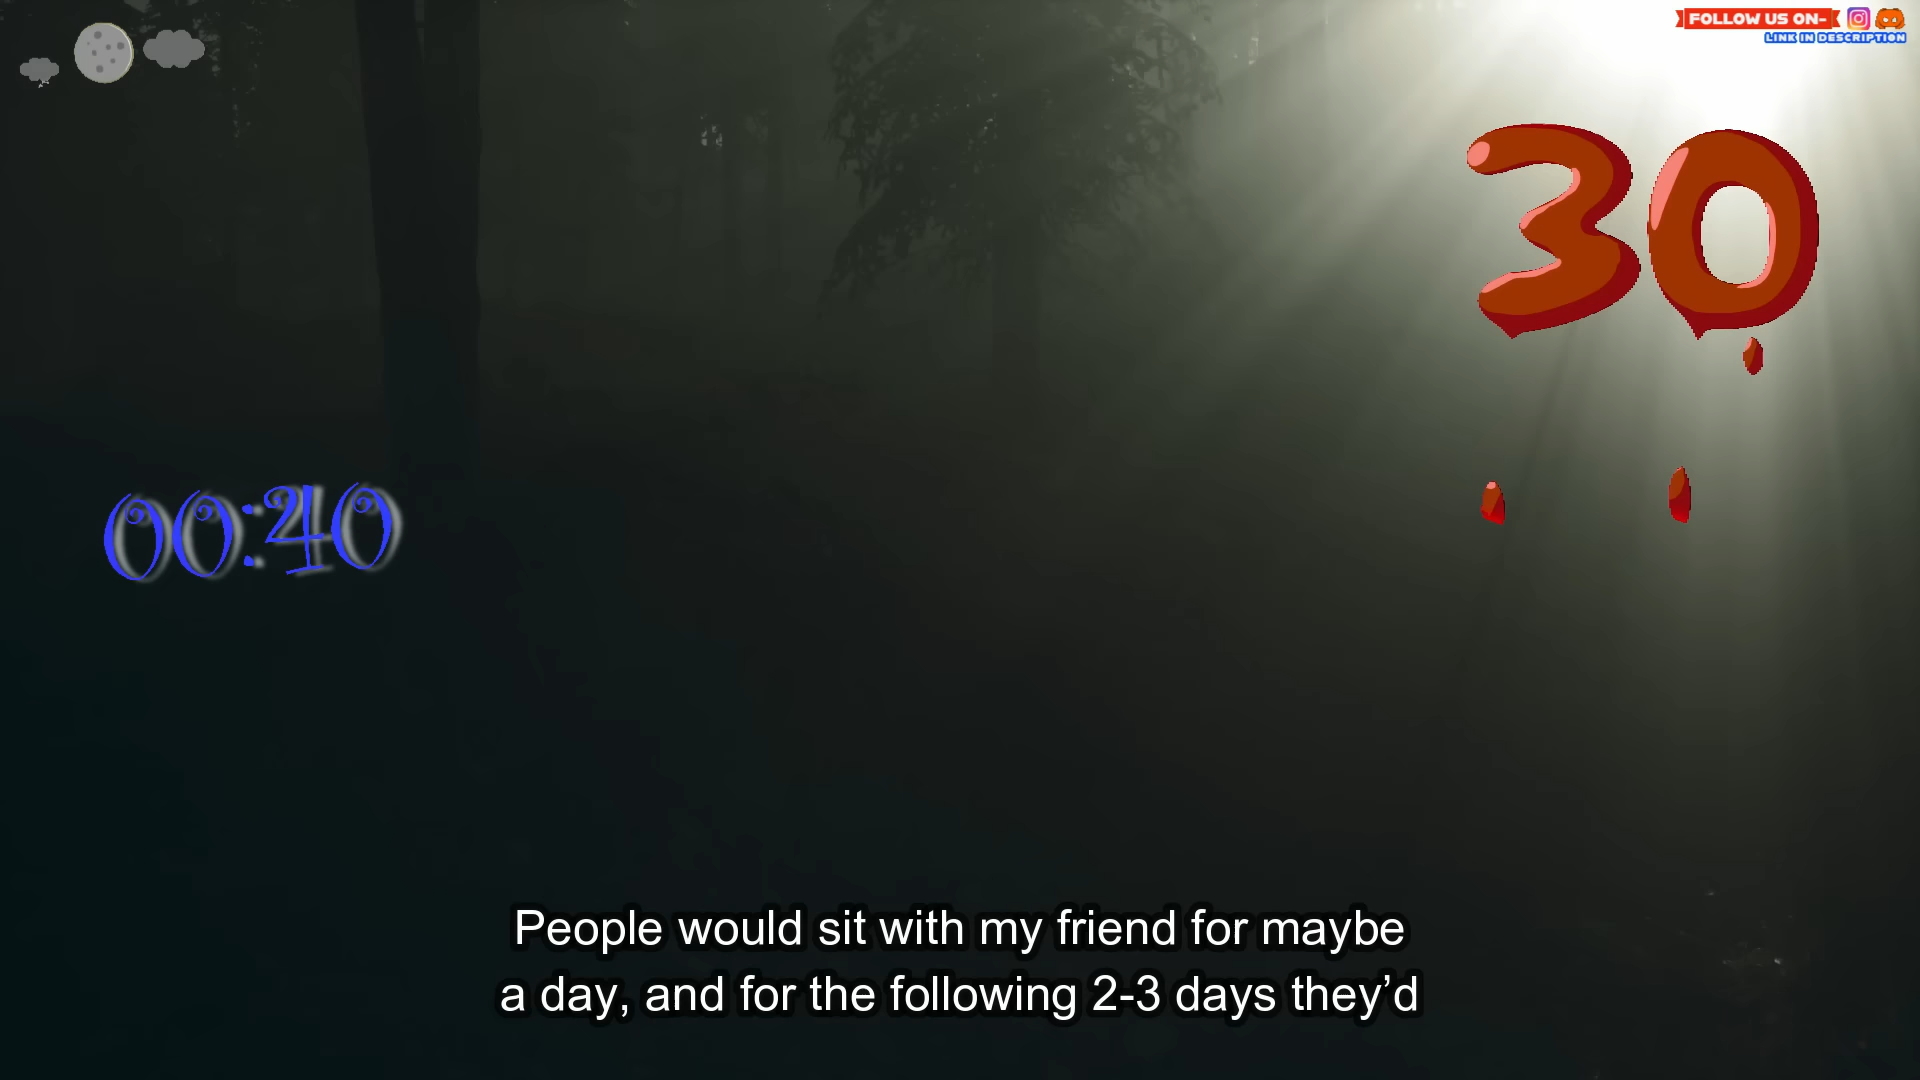 FOLLOW US ON-
LINK IN DESCRIPTION
30
00:40
People would sit with my friend for maybe
a day, and for the following 2-3 days they’d